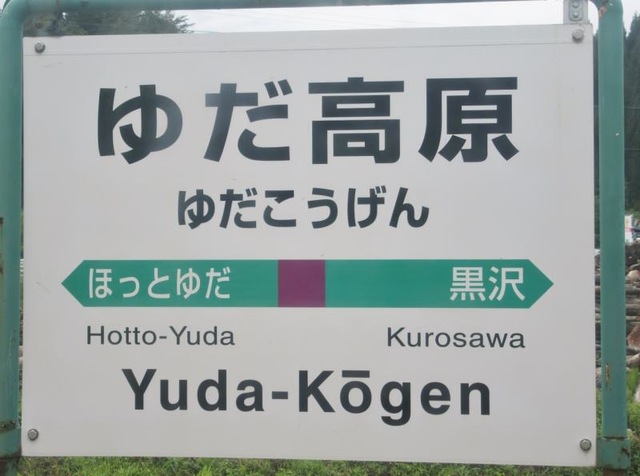 ゆだ高原
ゆだこうげん
ほっとゆだ 黒沢
Hotto-Yuda Kurosawa
Yuda-Kōgen